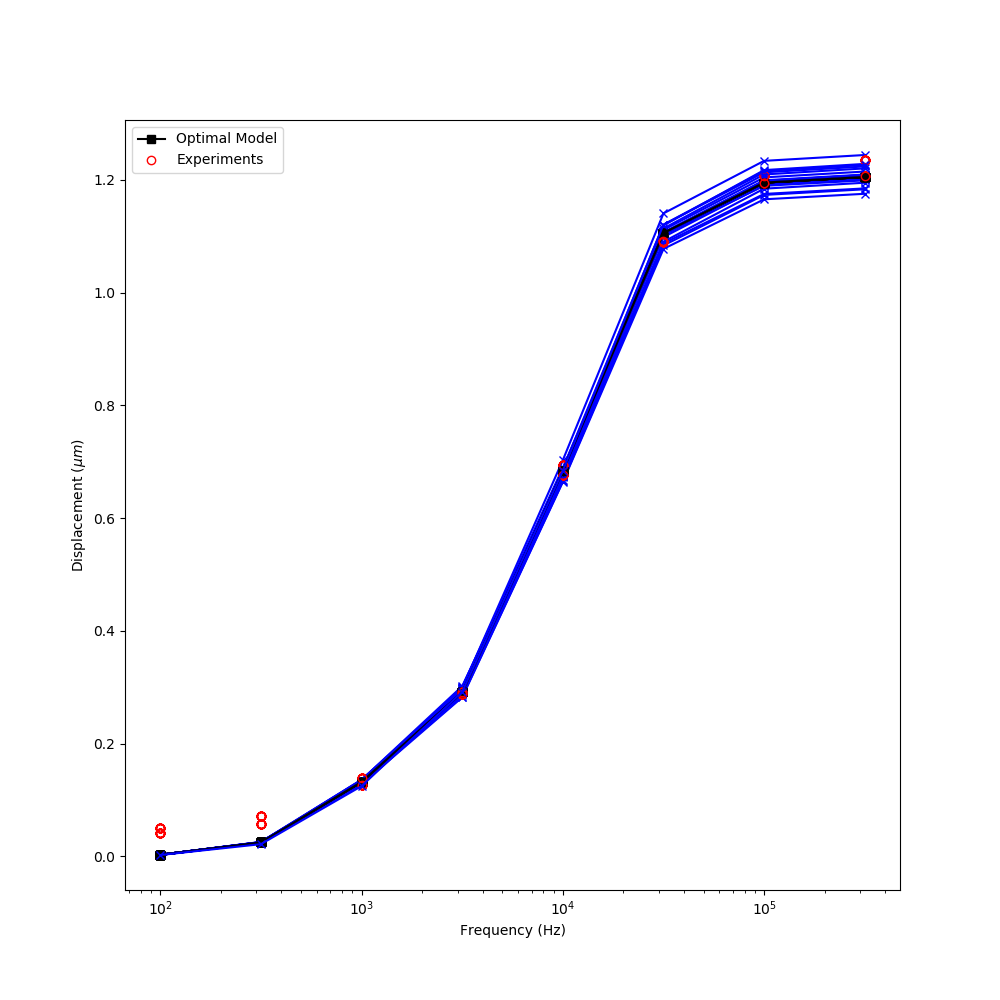 Optimal Model
Experiments
1.2
1.0
0.8
0.6
0.4
0.2
0.0
Displacement (μm)
10²
10³
10⁴
10⁵
Frequency (Hz)